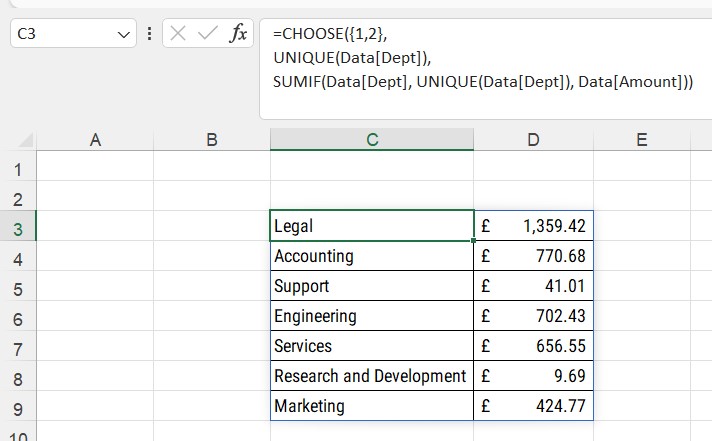 C3 fx =CHOOSE({1,2},
UNIQUE(Data[Dept]),
SUMIF(Data[Dept], UNIQUE(Data[Dept]), Data[Amount]))
A B C D E
1
2
3 Legal £ 1,359.42
4 Accounting £ 770.68
5 Support £ 41.01
6 Engineering £ 702.43
7 Services £ 656.55
8 Research and Development £ 9.69
9 Marketing £ 424.77
10